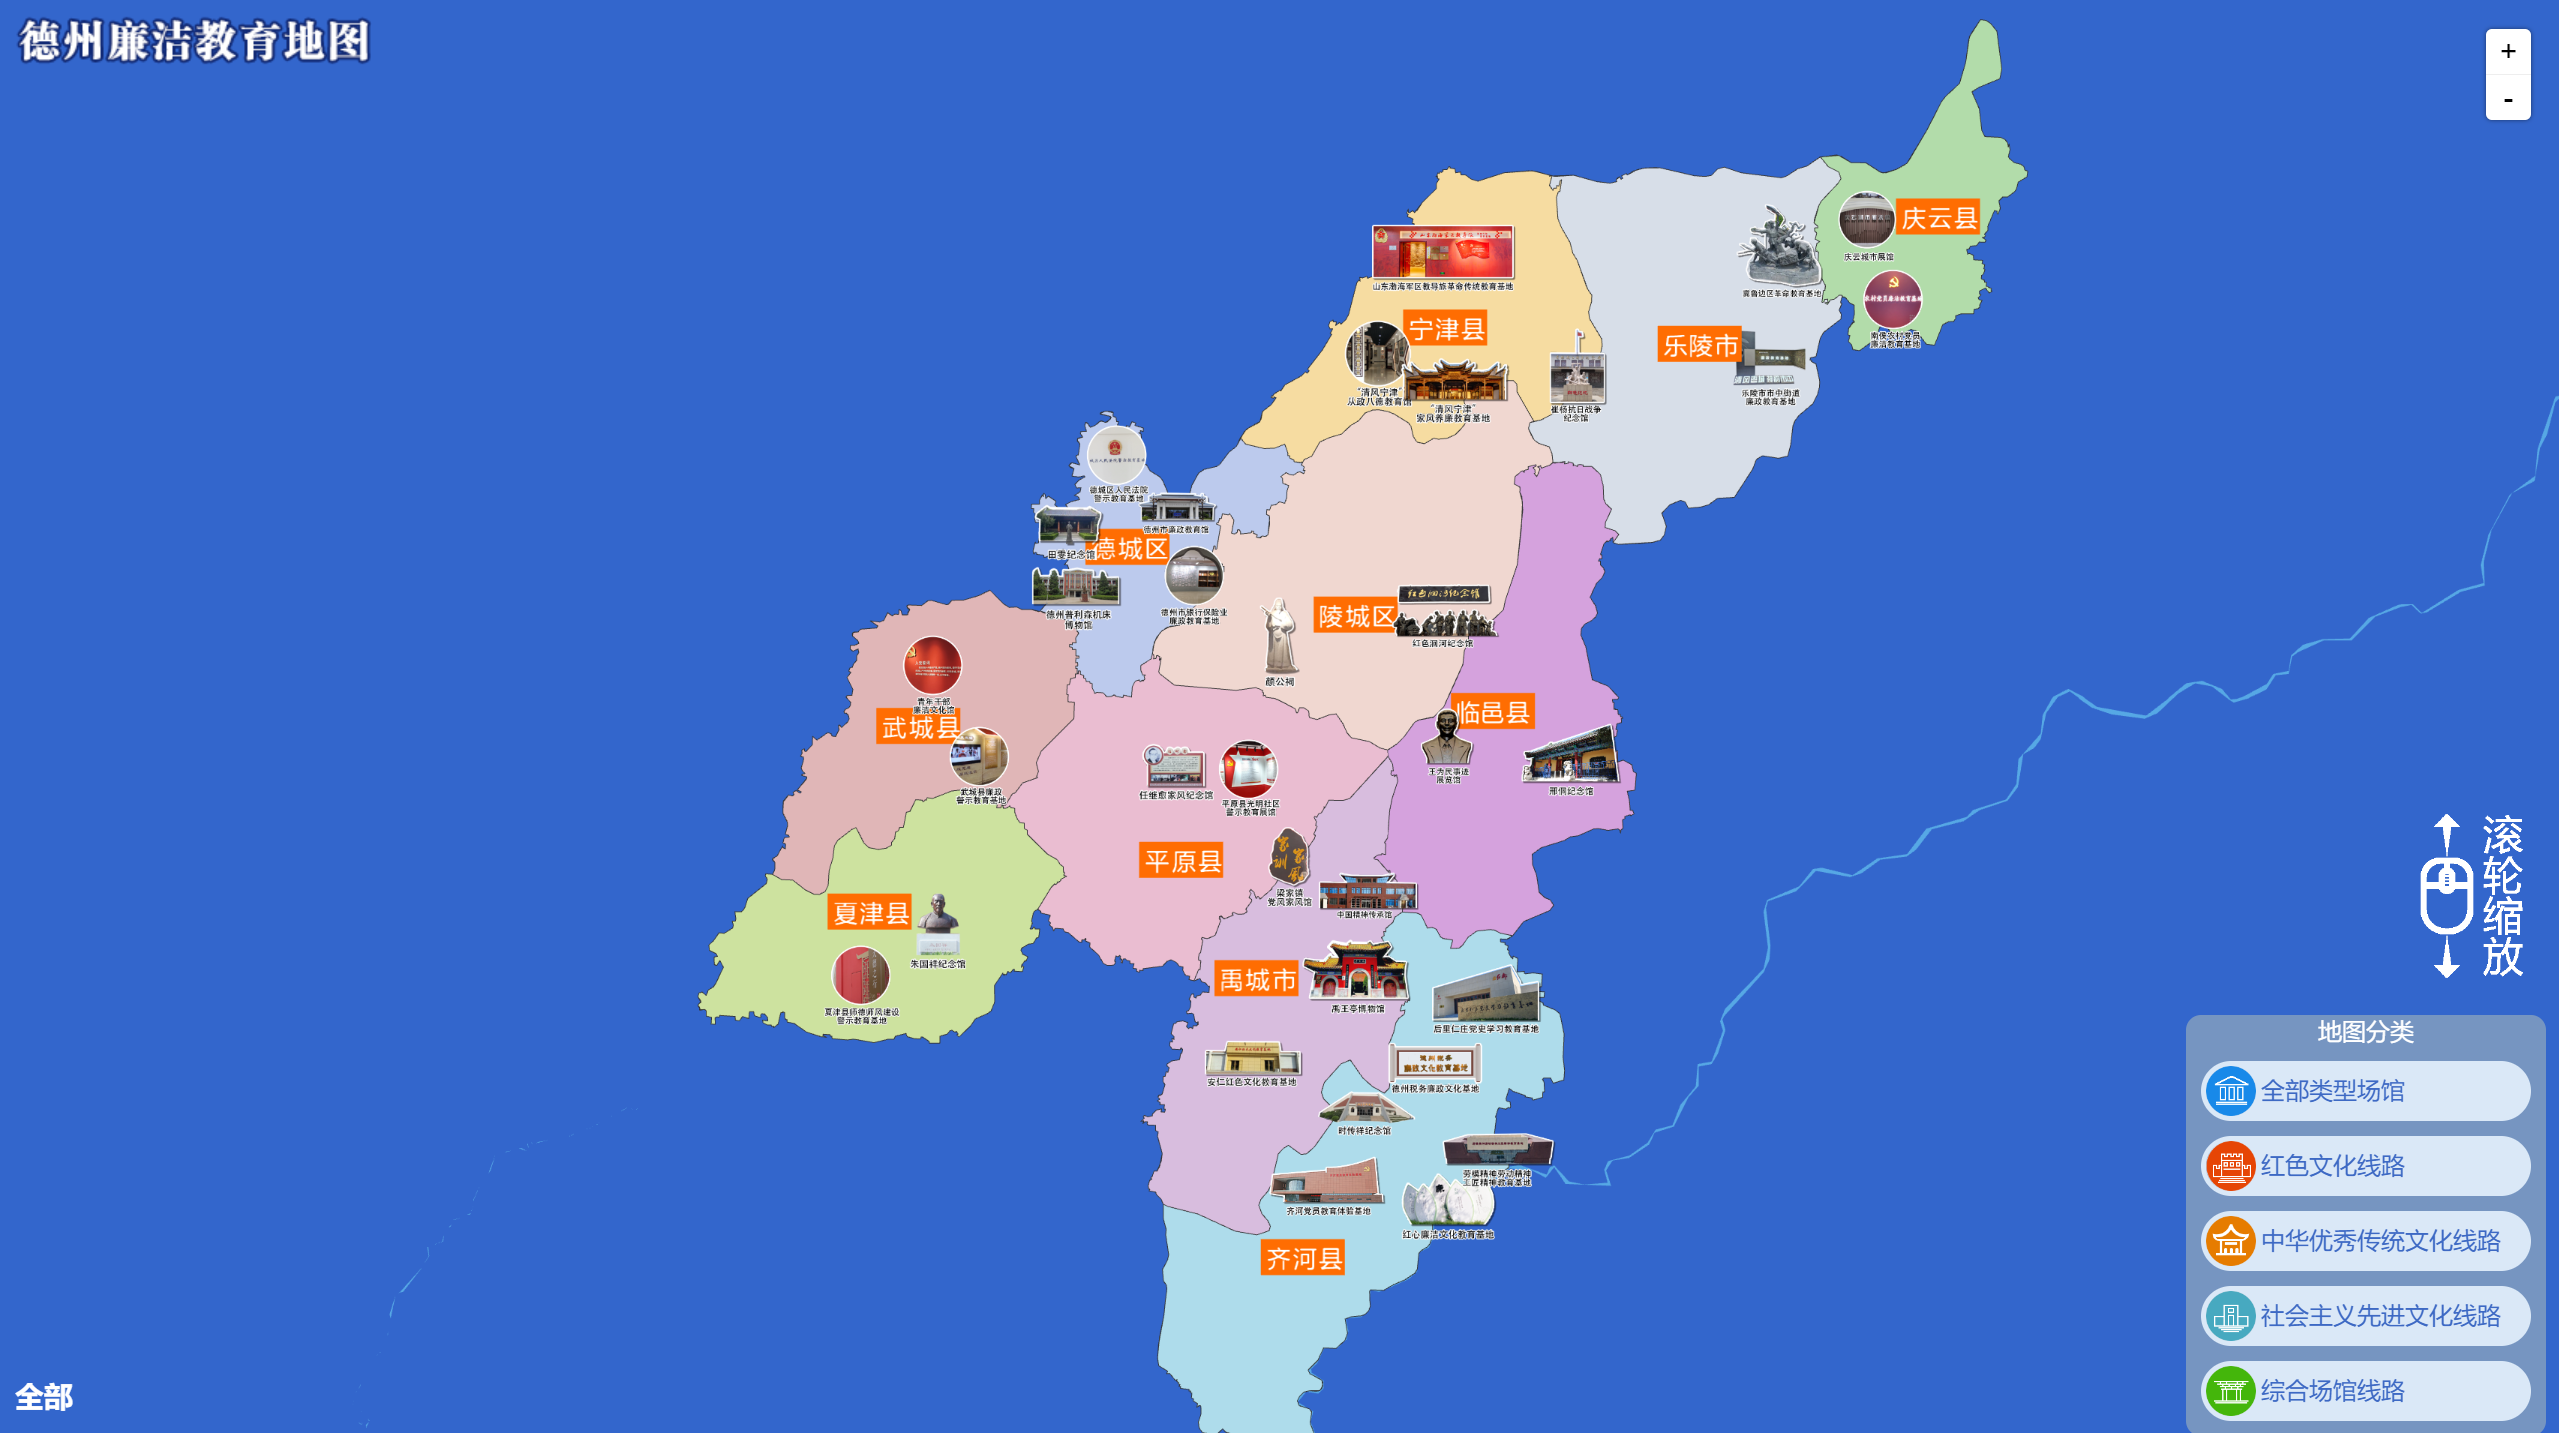 德州廉洁教育地图
+
-
庆云县
庆云城市展馆
南侯农村党员
廉洁教育基地
山东渤海军区教导旅革命传统教育基地
宁津县
“清风宁津”
从政八德教育馆
“清风宁津”
家风养廉教育基地
冀鲁边区革命教育基地
乐陵市
乐陵市市中街道
廉政教育基地
崔杨抗日战争
纪念馆
德城区人民法院
警示教育基地
德州市廉政教育馆
田雯纪念馆
德城区
德州普利森机床
博物馆
德州市银行保险业
廉政教育基地
陵城区
红色洄河纪念馆
颜公祠
青年干部
廉洁文化馆
武城县
武城县廉政
警示教育基地
临邑县
王为民事迹
展览馆
邢侗纪念馆
任继愈家风纪念馆
平原县光明社区
警示教育展馆
平原县
家风
家训
梁家镇
党风家风馆
中国精神传承馆
夏津县
朱国祥纪念馆
夏津县师德师风建设
警示教育基地
禹城市
禹王亭博物馆
后里仁庄党史学习教育基地
安仁红色文化教育基地
廉政文化教育基地
德州税务廉政文化基地
时传祥纪念馆
劳模精神劳动精神
工匠精神教育基地
齐河党员教育体验基地
红心廉洁文化教育基地
齐河县
滚轮缩放
地图分类
全部类型场馆
红色文化线路
中华优秀传统文化线路
社会主义先进文化线路
综合场馆线路
全部